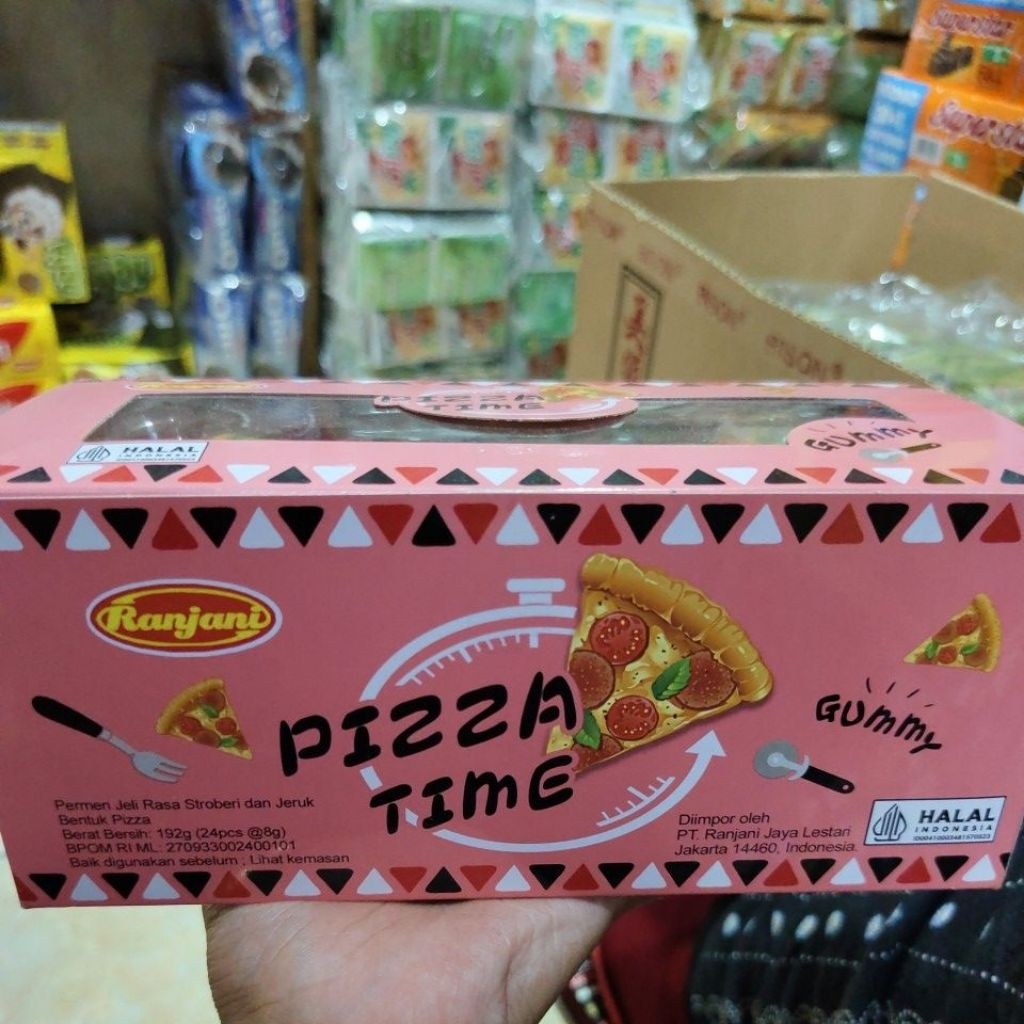 Superstar
Supersta
PIZZA
TIME
HALAL
INDONESIA
GUmmy
Ranjani
PIZZA
TIME
GUmmy
Permen Jeli Rasa Stroberi dan Jeruk
Bentuk Pizza
Berat Bersih: 192g (24pcs @8g)
BPOM RI ML: 270933002400101
Baik digunakan sebelum ; Lihat kemasan
Diimpor oleh
PT. Ranjani Jaya Lestari
Jakarta 14460, Indonesia.
HALAL
INDONESIA